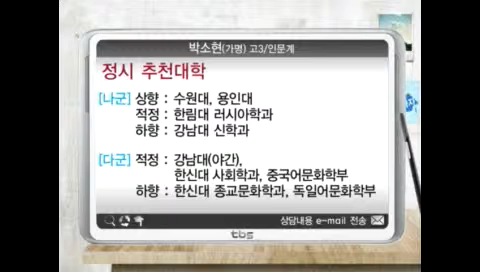 박소현(가명) 고3/인문계
정시 추천대학
[나군] 상향 : 수원대, 용인대
적정 : 한림대 러시아학과
하향 : 강남대 신학과
[다군] 적정 : 강남대(야간),
한신대 사회학과, 중국어문화학부
하향 : 한신대 종교문화학과, 독일어문화학부
상담내용 e-mail 전송
tbs